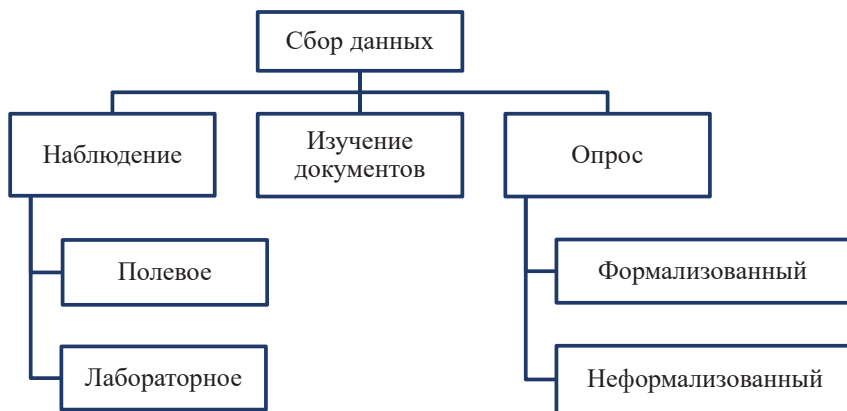 Сбор данных
Наблюдение
Изучение
документов
Опрос
Полевое
Формализованный
Лабораторное
Неформализованный